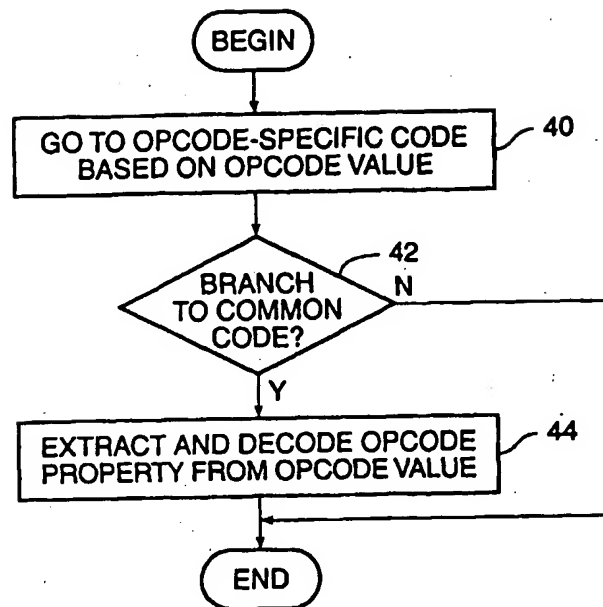 BEGIN
GO TO OPCODE-SPECIFIC CODE
BASED ON OPCODE VALUE
40
42
BRANCH
TO COMMON
CODE?
N
Y
EXTRACT AND DECODE OPCODE
PROPERTY FROM OPCODE VALUE
44
END